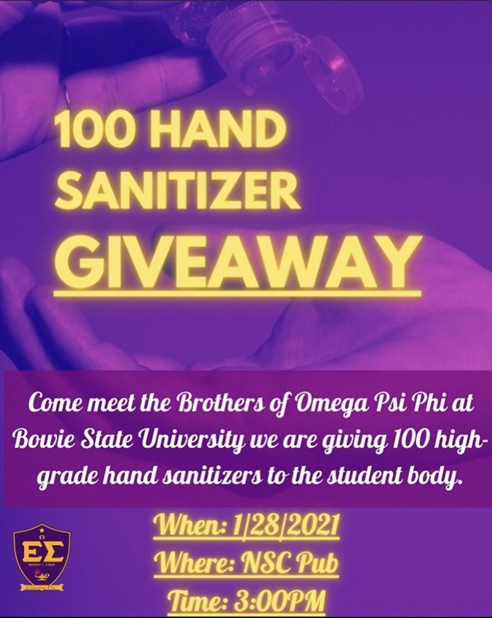 100 HAND
SANITIZER
GIVEAWAY
Come meet the Brothers of Omega Psi Phi at
Bowie State University we are giving 100 high-
grade hand sanitizers to the student body.
When: 1/28/2021
Where: NSC Pub
Time: 3:00PM
ΕΣ